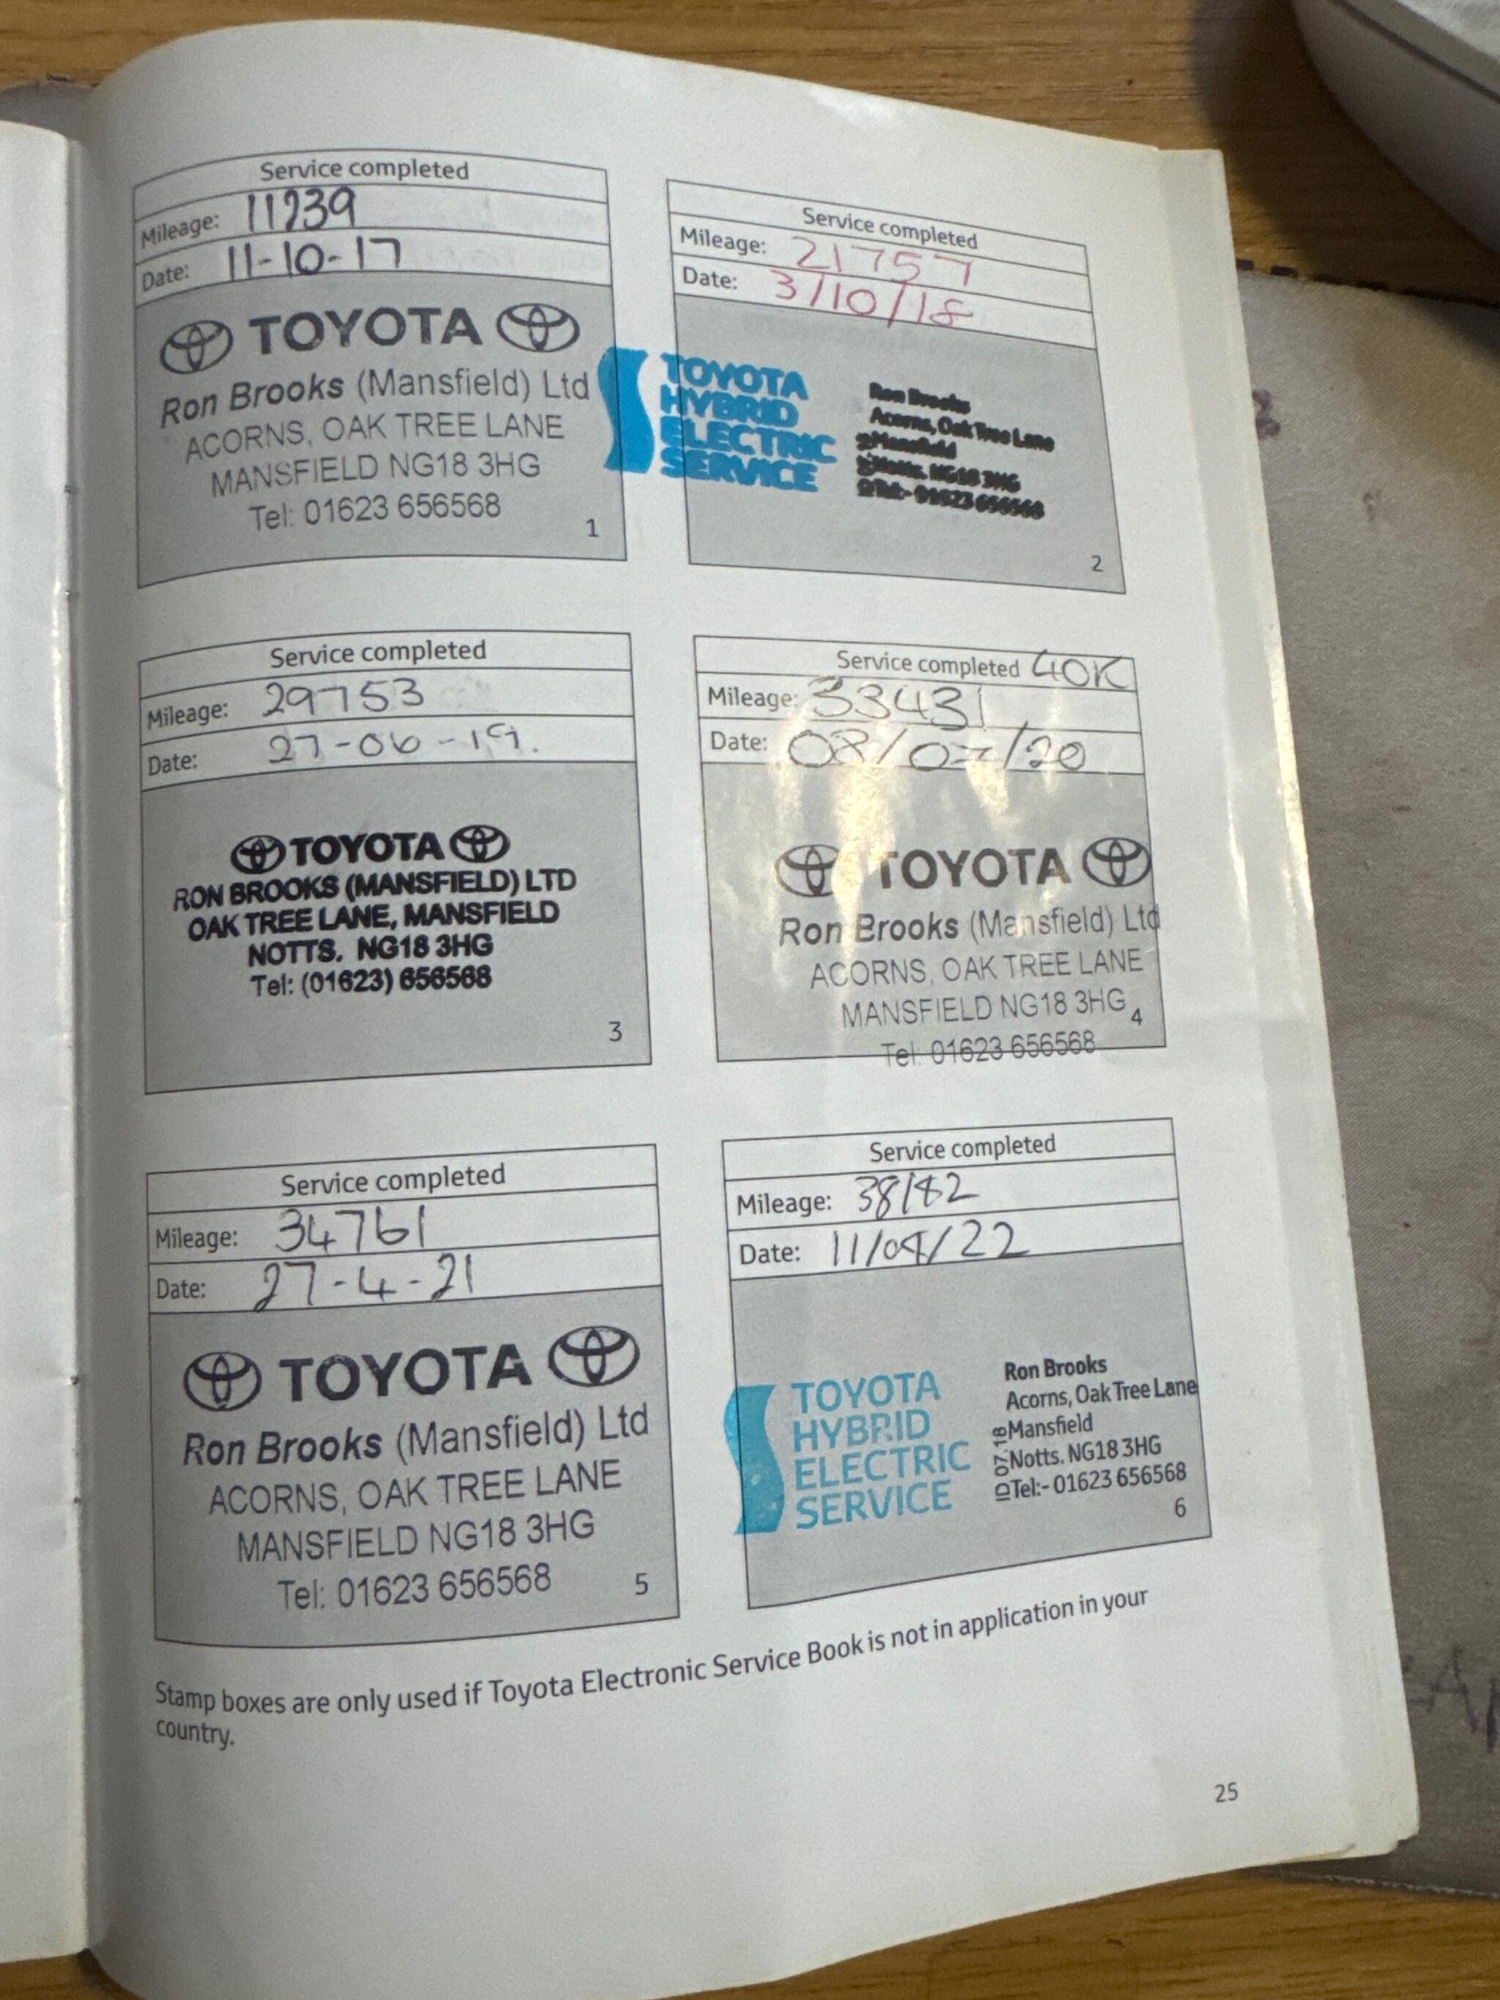 Service completed
Mileage: 11939
Date: 11-10-17
TOYOTA
Ron Brooks (Mansfield) Ltd
ACORNS, OAK TREE LANE
MANSFIELD NG18 3HG
Tel: 01623 656568
1
Service completed
Mileage: 21757
Date: 3/10/18
TOYOTA
HYBRID
ELECTRIC
SERVICE
Ron Brooks
Acorns, Oak Tree Lane
Mansfield
Notts. NG18 3HG
Tel:- 01623 656568
2
Service completed
Mileage: 29753
Date: 27-06-19.
TOYOTA
RON BROOKS (MANSFIELD) LTD
OAK TREE LANE, MANSFIELD
NOTTS. NG18 3HG
Tel: (01623) 656568
3
Service completed 40K
Mileage: 33431
Date: 08/07/20
TOYOTA
Ron Brooks (Mansfield) Ltd
ACORNS, OAK TREE LANE
MANSFIELD NG18 3HG
Tel: 01623 656568
4
Service completed
Mileage: 34761
Date: 27-4-21
TOYOTA
Ron Brooks (Mansfield) Ltd
ACORNS, OAK TREE LANE
MANSFIELD NG18 3HG
Tel: 01623 656568
5
Service completed
Mileage: 38182
Date: 11/04/22
TOYOTA
HYBRID
ELECTRIC
SERVICE
Ron Brooks
Acorns, Oak Tree Lane
Mansfield
Notts. NG18 3HG
Tel:- 01623 656568
6
Stamp boxes are only used if Toyota Electronic Service Book is not in application in your
country.
25